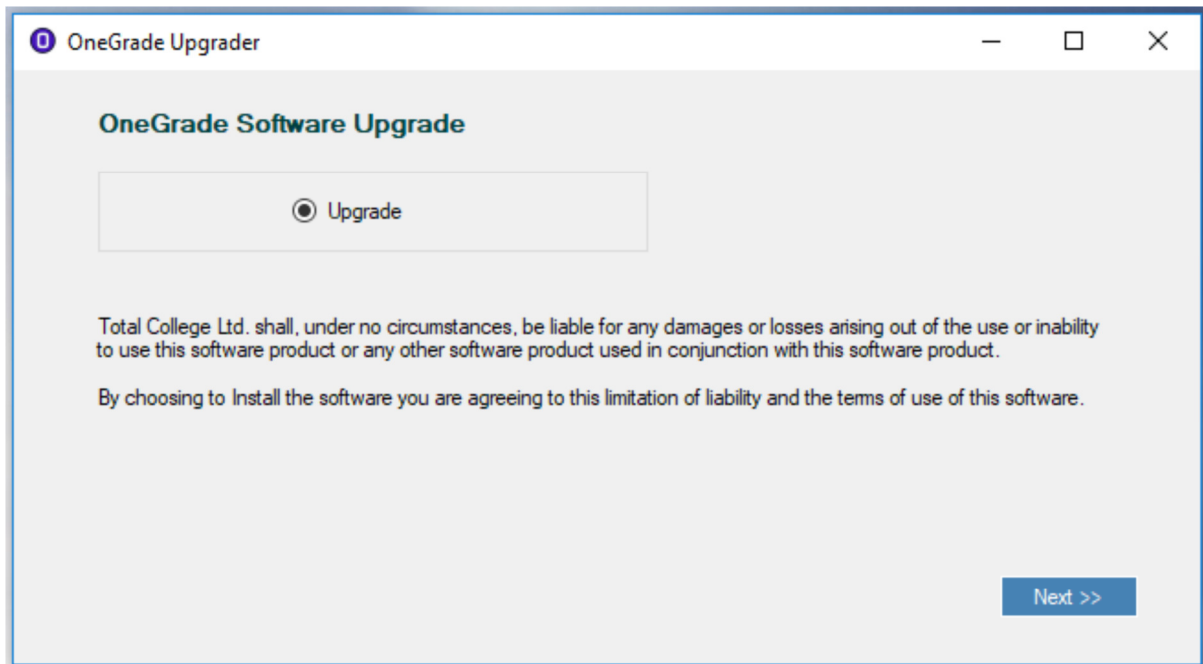 OneGrade Upgrader
OneGrade Software Upgrade
Upgrade
Total College Ltd. shall, under no circumstances, be liable for any damages or losses arising out of the use or inability
to use this software product or any other software product used in conjunction with this software product.
By choosing to Install the software you are agreeing to this limitation of liability and the terms of use of this software.
Next >>